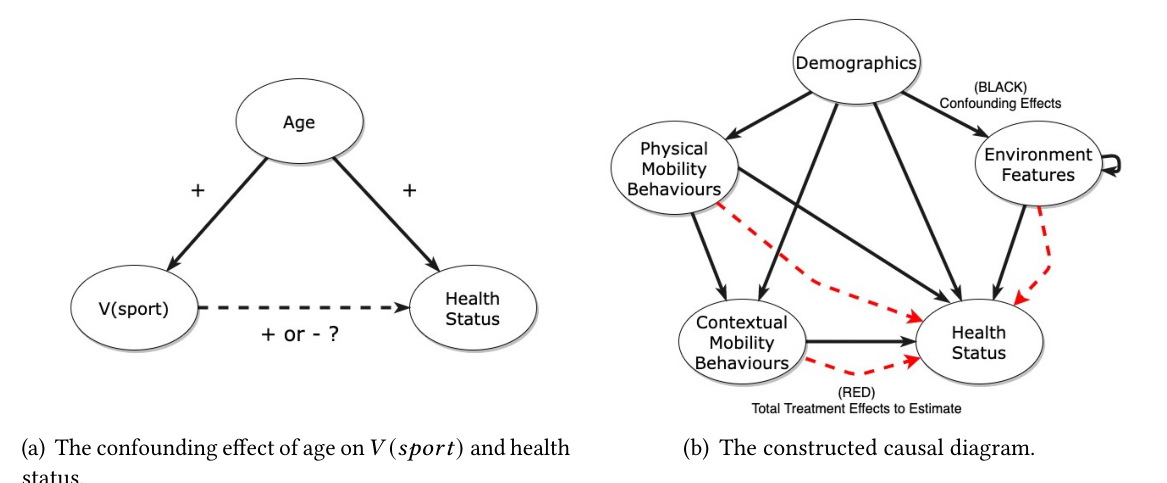 Age
+
+
V(sport)
+ or - ?
Health
Status
(a) The confounding effect of age on V(sport) and health
status.
Demographics
(BLACK)
Confounding Effects
Physical
Mobility
Behaviours
Environment
Features
Contextual
Mobility
Behaviours
Health
Status
(RED)
Total Treatment Effects to Estimate
(b) The constructed causal diagram.